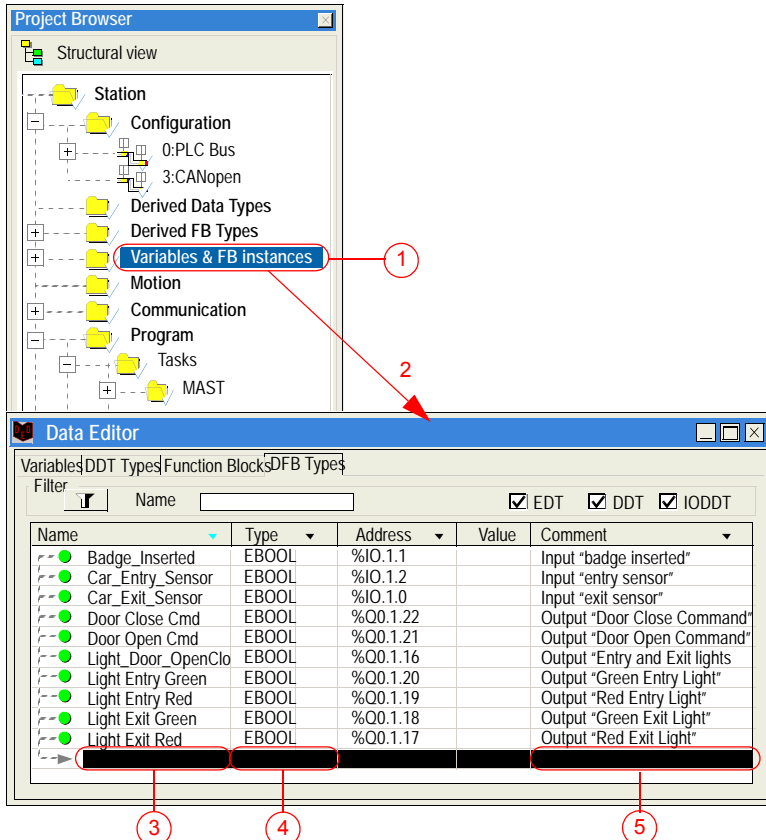 Project Browser
Structural view
Station
Configuration
0:PLC Bus
3:CANopen
Derived Data Types
Derived FB Types
Variables & FB instances
1
Motion
Communication
Program
Tasks
2
MAST
Data Editor
Variables DDT Types Function Blocks DFB Types
Filter
Name EDT DDT IODDT
Name Type Address Value Comment
Badge_Inserted EBOOL %IO.1.1 Input “badge inserted”
Car_Entry_Sensor EBOOL %IO.1.2 Input “entry sensor”
Car_Exit_Sensor EBOOL %IO.1.0 Input “exit sensor”
Door Close Cmd EBOOL %Q0.1.22 Output “Door Close Command”
Door Open Cmd EBOOL %Q0.1.21 Output “Door Open Command”
Light_Door_OpenClo EBOOL %Q0.1.16 Output “Entry and Exit lights
Light Entry Green EBOOL %Q0.1.20 Output “Green Entry Light”
Light Entry Red EBOOL %Q0.1.19 Output “Red Entry Light”
Light Exit Green EBOOL %Q0.1.18 Output “Green Exit Light”
Light Exit Red EBOOL %Q0.1.17 Output “Red Exit Light”
3 4 5